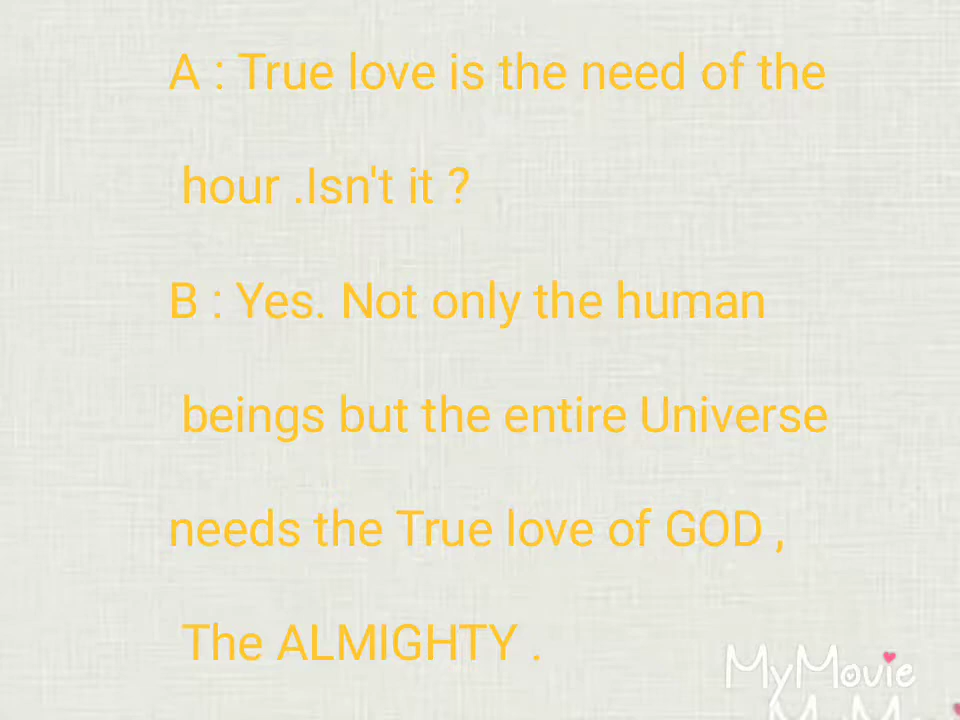 A : True love is the need of the
hour .Isn't it ?
B : Yes. Not only the human
beings but the entire Universe
needs the True love of GOD ,
The ALMIGHTY .
MyMovie